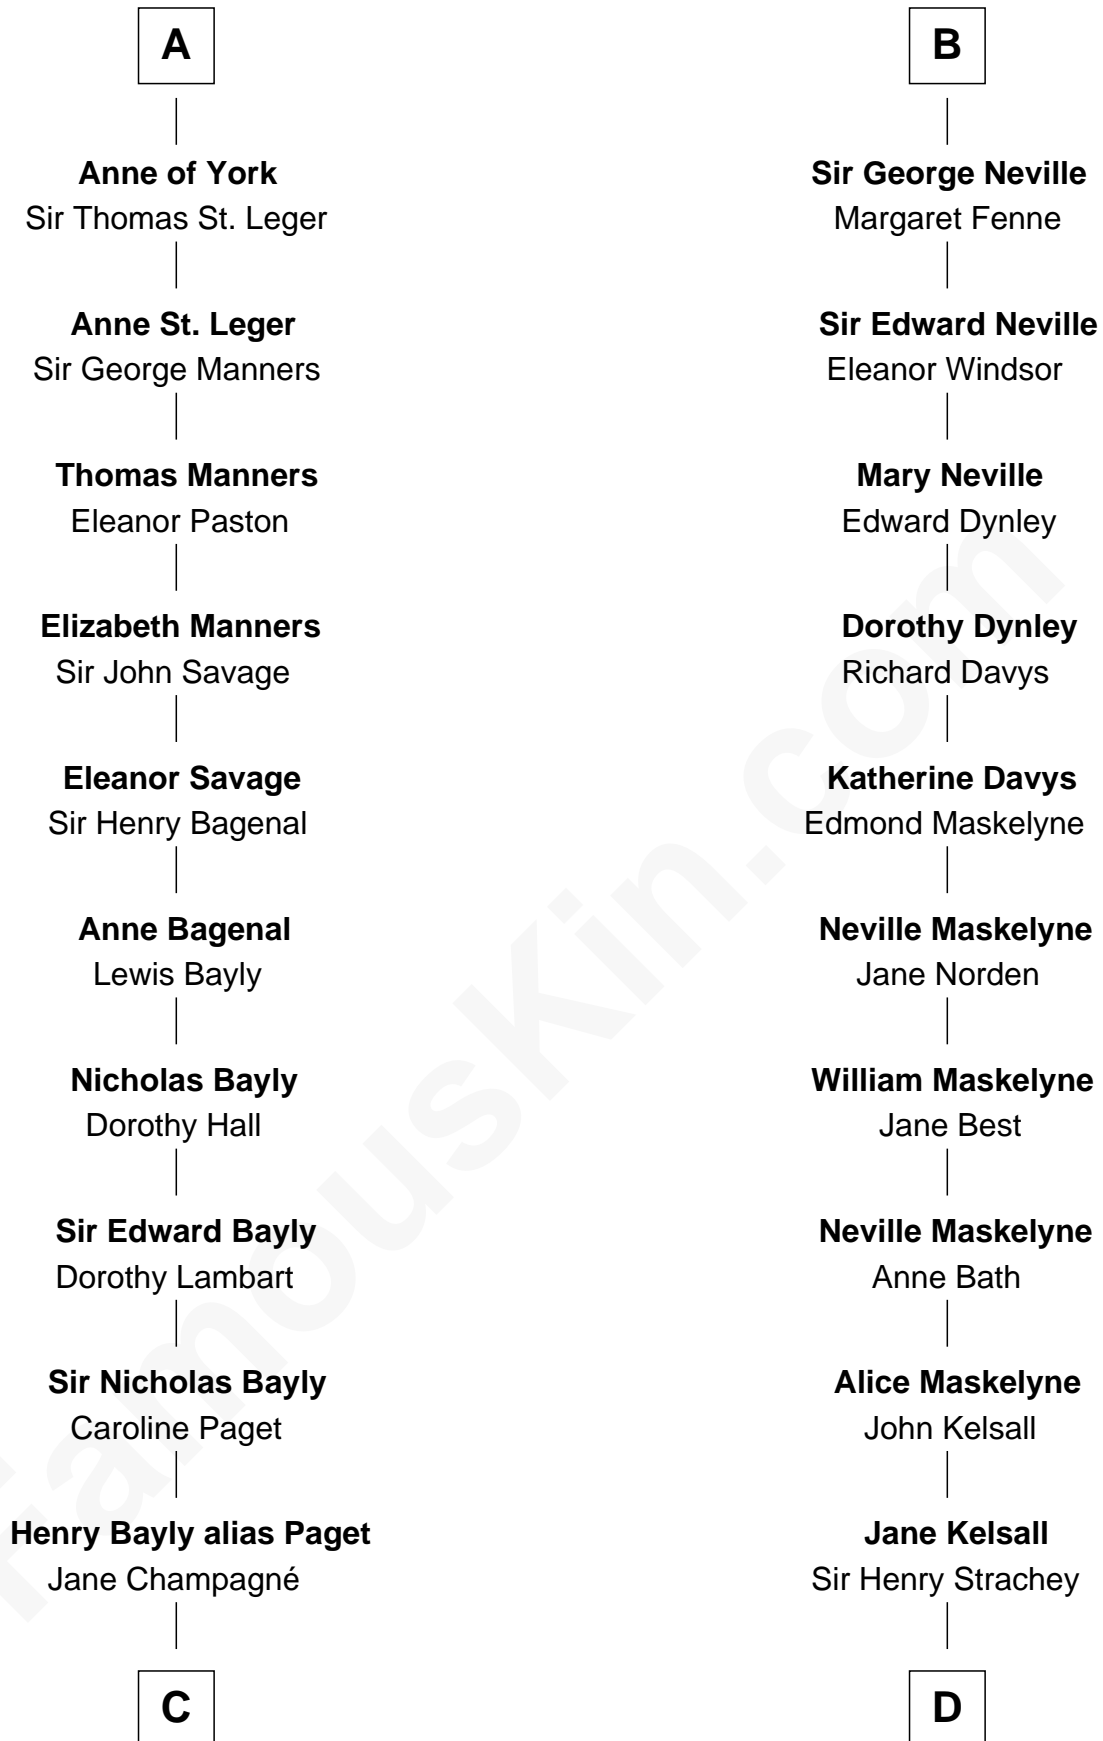 A
Anne of York
Sir Thomas St. Leger
Anne St. Leger
Sir George Manners
Thomas Manners
Eleanor Paston
Elizabeth Manners
Sir John Savage
Eleanor Savage
Sir Henry Bagenal
Anne Bagenal
Lewis Bayly
Nicholas Bayly
Dorothy Hall
Sir Edward Bayly
Dorothy Lambart
Sir Nicholas Bayly
Caroline Paget
Henry Bayly alias Paget
Jane Champagné
C
B
Sir George Neville
Margaret Fenne
Sir Edward Neville
Eleanor Windsor
Mary Neville
Edward Dynley
Dorothy Dynley
Richard Davys
Katherine Davys
Edmond Maskelyne
Neville Maskelyne
Jane Norden
William Maskelyne
Jane Best
Neville Maskelyne
Anne Bath
Alice Maskelyne
John Kelsall
Jane Kelsall
Sir Henry Strachey
D
FamousKin.com